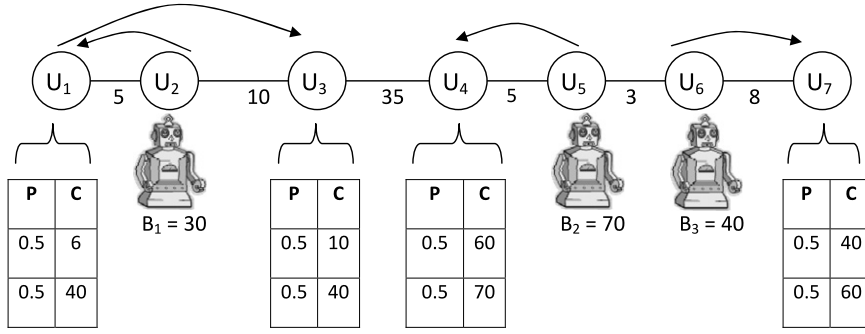 U₁ U₂ U₃ U₄ U₅ U₆ U₇
5 10 35 5 3 8
B₁ = 30 B₂ = 70 B₃ = 40
P C P C P C P C
0.5 6 0.5 10 0.5 60 0.5 40
0.5 40 0.5 40 0.5 70 0.5 60